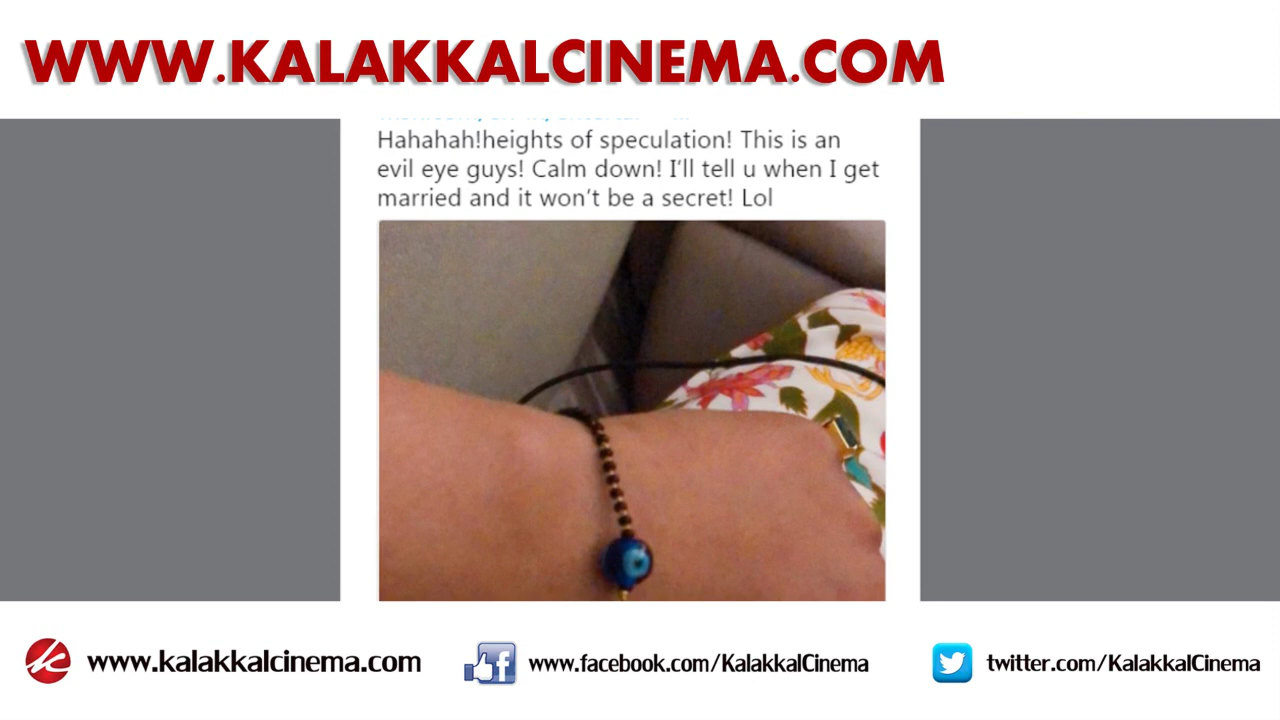 WWW.KALAKKALCINEMA.COM
Hahahah!heights of speculation! This is an
evil eye guys! Calm down! I'll tell u when I get
married and it won't be a secret! Lol
www.kalakkalcinema.com
www.facebook.com/KalakkalCinema
twitter.com/KalakkalCinema